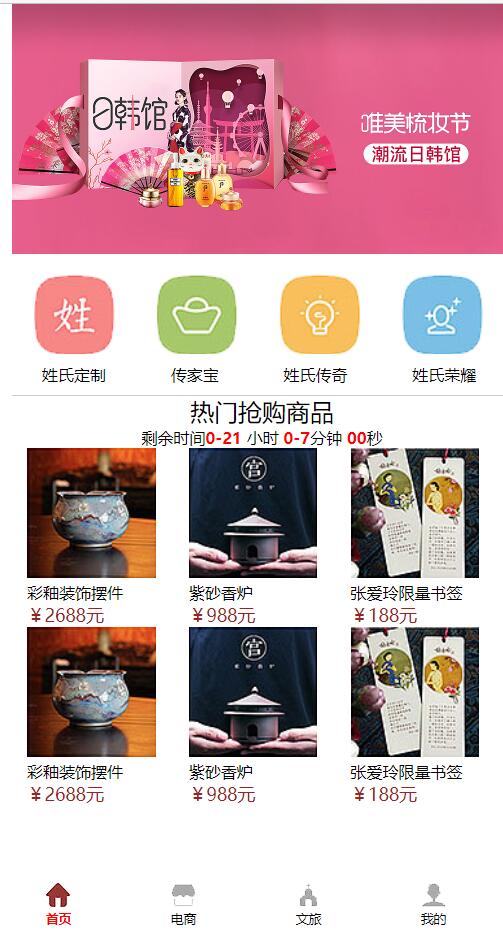 日韩馆
唯美梳妆节
潮流日韩馆
姓
姓氏定制
传家宝
姓氏传奇
姓氏荣耀
热门抢购商品
剩余时间0-21 小时 0-7分钟 00秒
宫
彩釉装饰摆件
紫砂香炉
张爱玲限量书签
￥2688元
￥988元
￥188元
宫
彩釉装饰摆件
紫砂香炉
张爱玲限量书签
￥2688元
￥988元
￥188元
首页
电商
文旅
我的